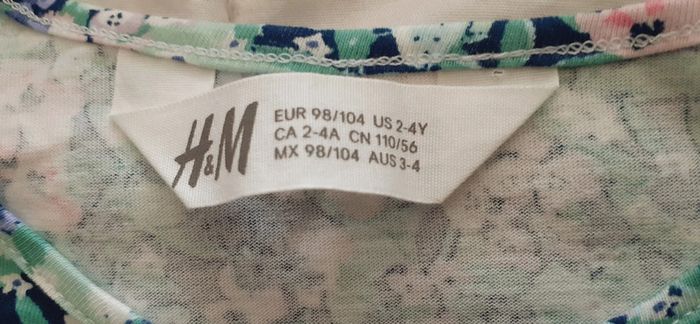 H&M
EUR 98/104 US 2-4Y
CA 2-4A CN 110/56
MX 98/104 AUS 3-4